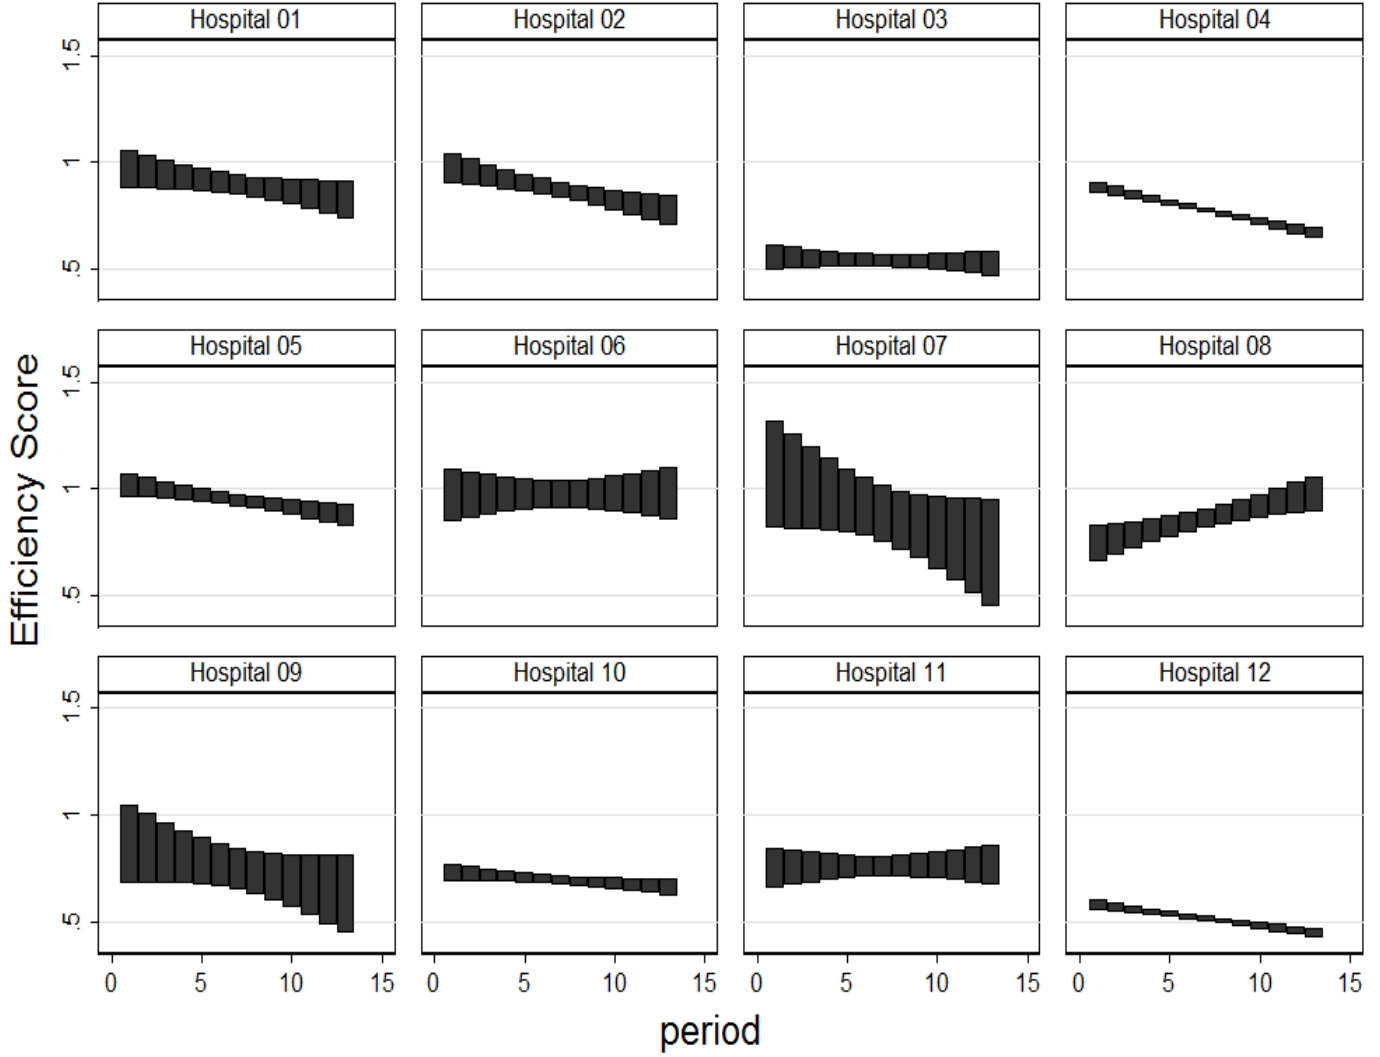 Hospital 01 Hospital 02 Hospital 03 Hospital 04
1.5
1
.5
Hospital 05 Hospital 06 Hospital 07 Hospital 08
1.5
1
.5
Efficiency Score
Hospital 09 Hospital 10 Hospital 11 Hospital 12
1.5
1
.5
0 5 10 15 0 5 10 15 0 5 10 15 0 5 10 15
period